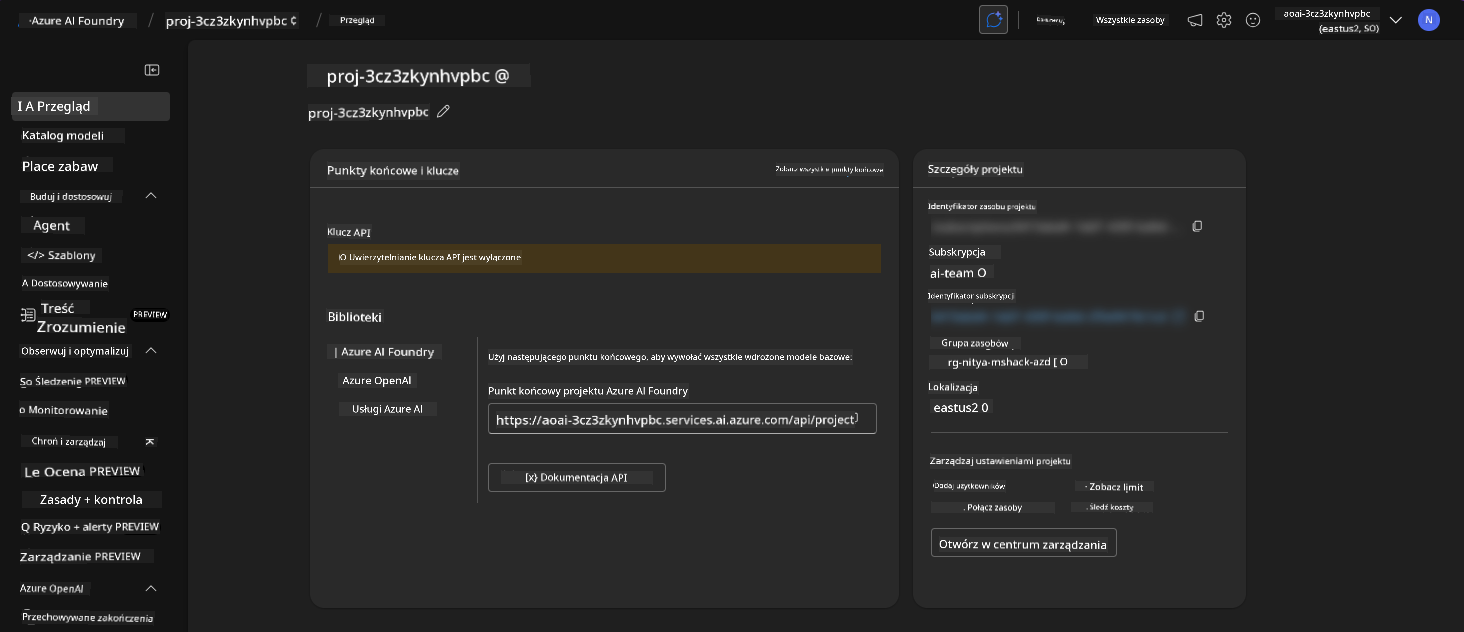 ·Azure AI Foundry / proj-3cz3zkynhvpbc / Przegląd
Wszystkie zasoby
aoai-3cz3zkynhvpbc
(eastus2, SO)
N
I A Przegląd
Katalog modeli
Place zabaw
Buduj i dostosowuj
Agent
</> Szablony
A Dostosowywanie
Treść
Zrozumienie PREVIEW
Obserwuj i optymalizuj
So Śledzenie PREVIEW
o Monitorowanie
Chroń i zarządzaj
Le Ocena PREVIEW
Zasady + kontrola
Q Ryzyko + alerty PREVIEW
Zarządzanie PREVIEW
Azure OpenAI
Przechowywane zakończenia
proj-3cz3zkynhvpbc @
proj-3cz3zkynhvpbc
Punkty końcowe i klucze
Zobacz wszystkie punkty końcowe
Klucz API
Uwierzytelnianie klucza API jest wyłączone
Biblioteki
| Azure AI Foundry
Azure OpenAI
Usługi Azure AI
Użyj następującego punktu końcowego, aby wywołać wszystkie wdrożone modele bazowe:
Punkt końcowy projektu Azure AI Foundry
https://aoai-3cz3zkynhvpbc.services.ai.azure.com/api/project
[x} Dokumentacja API
Szczegóły projektu
Identyfikator zasobu projektu
Subskrypcja
ai-team O
Identyfikator subskrypcji
Grupa zasobów
rg-nitya-mshack-azd [ O
Lokalizacja
eastus2 0
Zarządzaj ustawieniami projektu
Dodaj użytkowników
· Zobacz limit
. Połącz zasoby
. Śledź koszty
Otwórz w centrum zarządzania